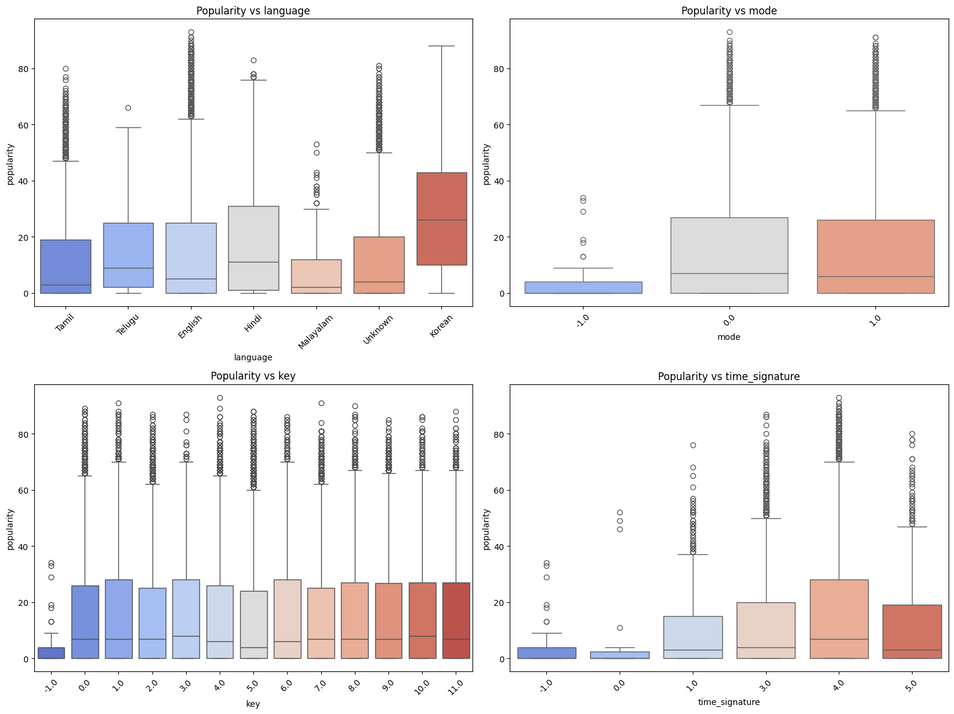 Popularity vs language
popularity
80
60
40
20
0
Tamil
Telugu
English
Hindi
Malayalam
Unknown
Korean
language
Popularity vs mode
popularity
80
60
40
20
0
-1.0
0.0
1.0
mode
Popularity vs key
popularity
80
60
40
20
0
-1.0
0.0
1.0
2.0
3.0
4.0
5.0
6.0
7.0
8.0
9.0
10.0
11.0
key
Popularity vs time_signature
popularity
80
60
40
20
0
-1.0
0.0
1.0
3.0
4.0
5.0
time_signature